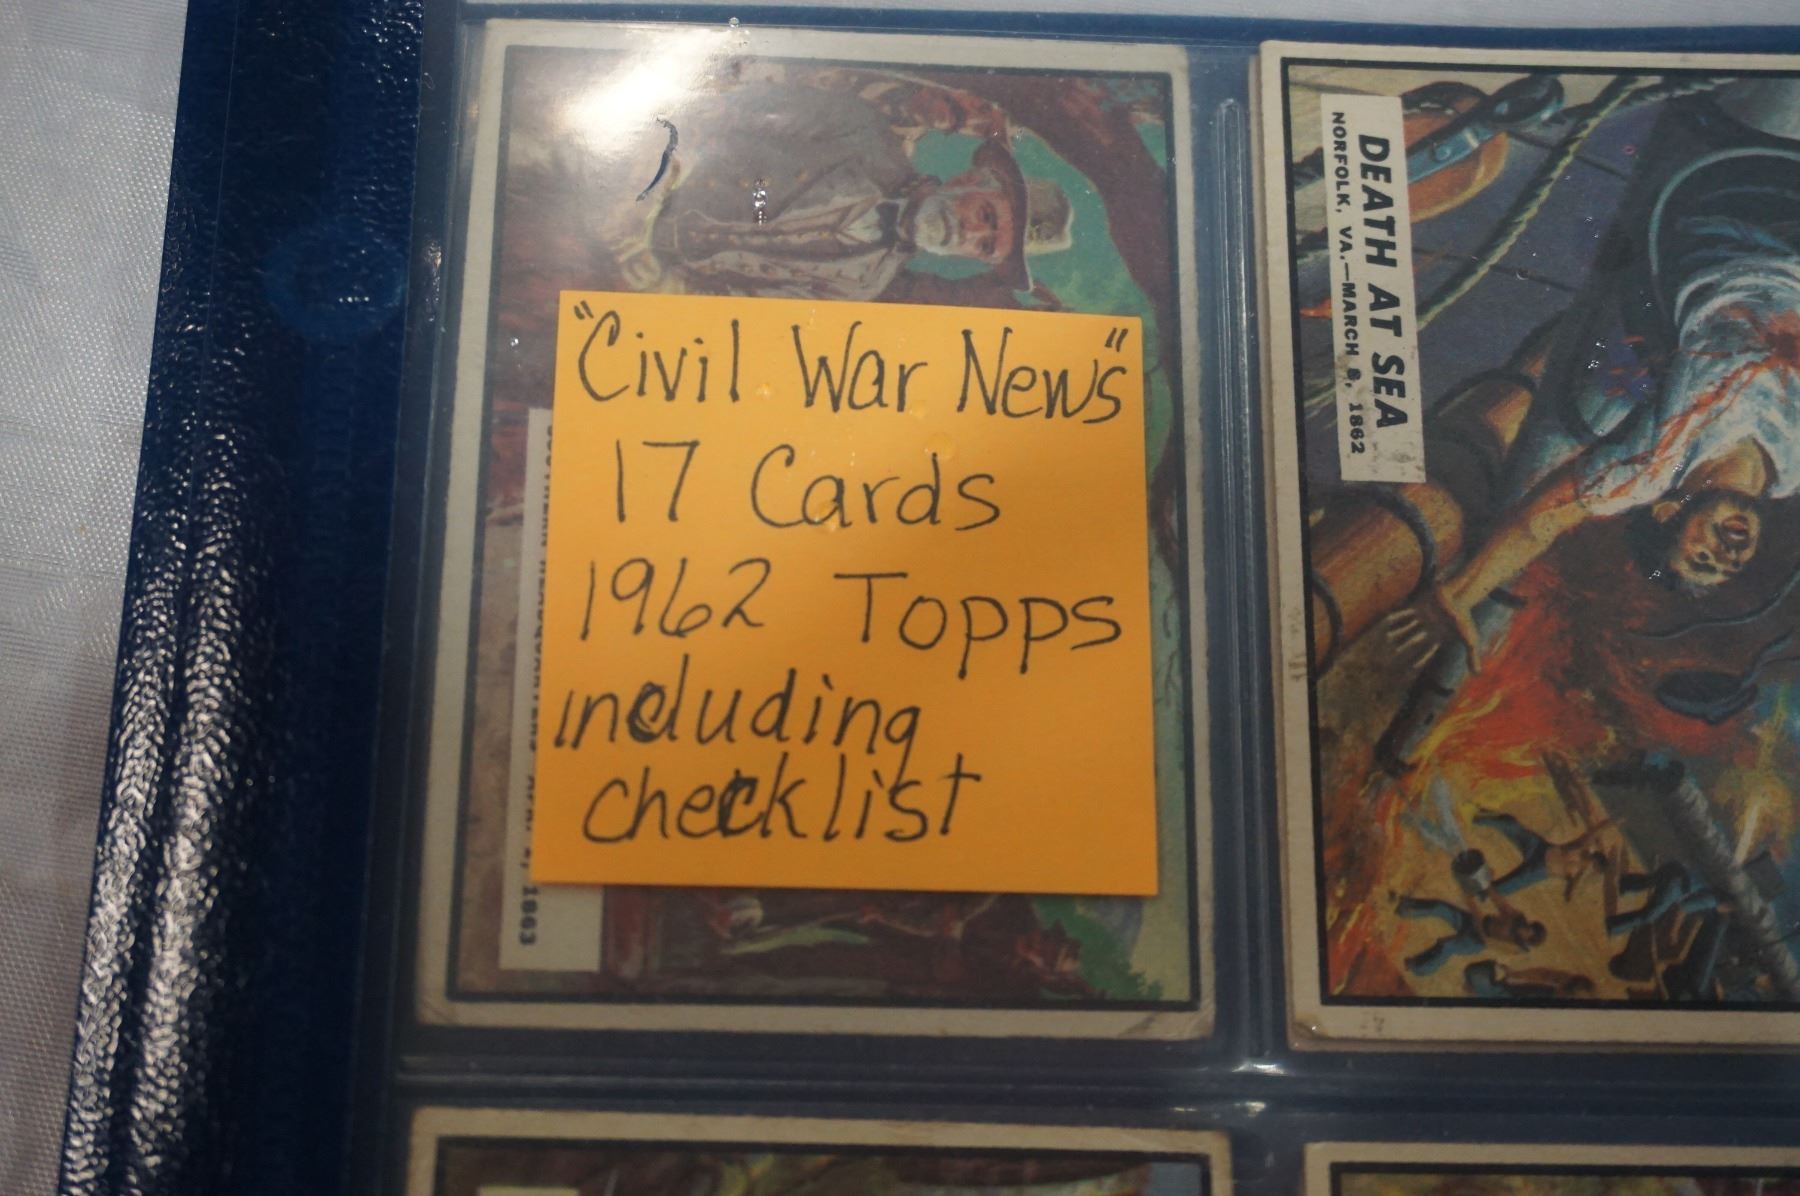 "Civil War News"
17 Cards
1962 Topps
including
checklist
DEATH AT SEA
NORFOLK, VA.—MARCH 8, 1862
1863